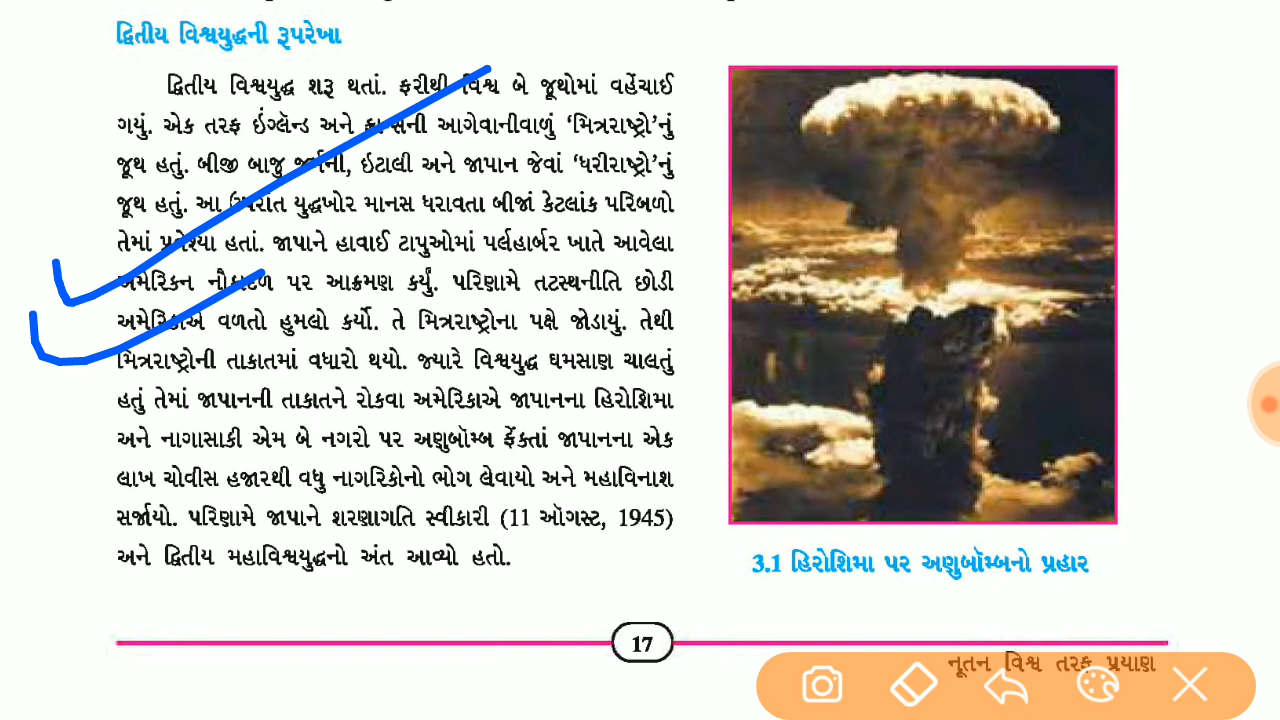 દ્વિતીય વિશ્વયુદ્ધની રૂપરેખા
દ્વિતીય વિશ્વયુદ્ધ શરૂ થતાં. ફરીથી વિશ્વ બે જૂથોમાં વહેંચાઈ
ગયું. એક તરફ ઇંગ્લૅન્ડ અને ફ્રાન્સની આગેવાનીવાળું ‘મિત્રરાષ્ટ્રો’નું
જૂથ હતું. બીજી બાજુ જર્મની, ઇટાલી અને જાપાન જેવાં ‘ધરીરાષ્ટ્રો’નું
જૂથ હતું. આ ઉપરાંત યુદ્ધખોર માનસ ધરાવતા બીજાં કેટલાંક પરિબળો
તેમાં પ્રવેશ્યા હતાં. જાપાને હાવાઈ ટાપુઓમાં પર્લહાર્બર ખાતે આવેલા
અમેરિકન નૌકાદળ પર આક્રમણ કર્યું. પરિણામે તટસ્થનીતિ છોડી
અમેરિકાએ વળતો હુમલો કર્યો. તે મિત્રરાષ્ટ્રોના પક્ષે જોડાયું. તેથી
મિત્રરાષ્ટ્રોની તાકાતમાં વધારો થયો. જ્યારે વિશ્વયુદ્ધ ઘમસાણ ચાલતું
હતું તેમાં જાપાનની તાકાતને રોકવા અમેરિકાએ જાપાનના હિરોશિમા
અને નાગાસાકી એમ બે નગરો પર અણુબૉમ્બ ફેંક્તાં જાપાનના એક
લાખ ચોવીસ હજારથી વધુ નાગરિકોનો ભોગ લેવાયો અને મહાવિનાશ
સર્જાયો. પરિણામે જાપાને શરણાગતિ સ્વીકારી (11 ઑગસ્ટ, 1945)
અને દ્વિતીય મહાવિશ્વયુદ્ધનો અંત આવ્યો હતો.
3.1 હિરોશિમા પર અણુબૉમ્બનો પ્રહાર
17
નૂતન વિશ્વ તરફ પ્રયાણ